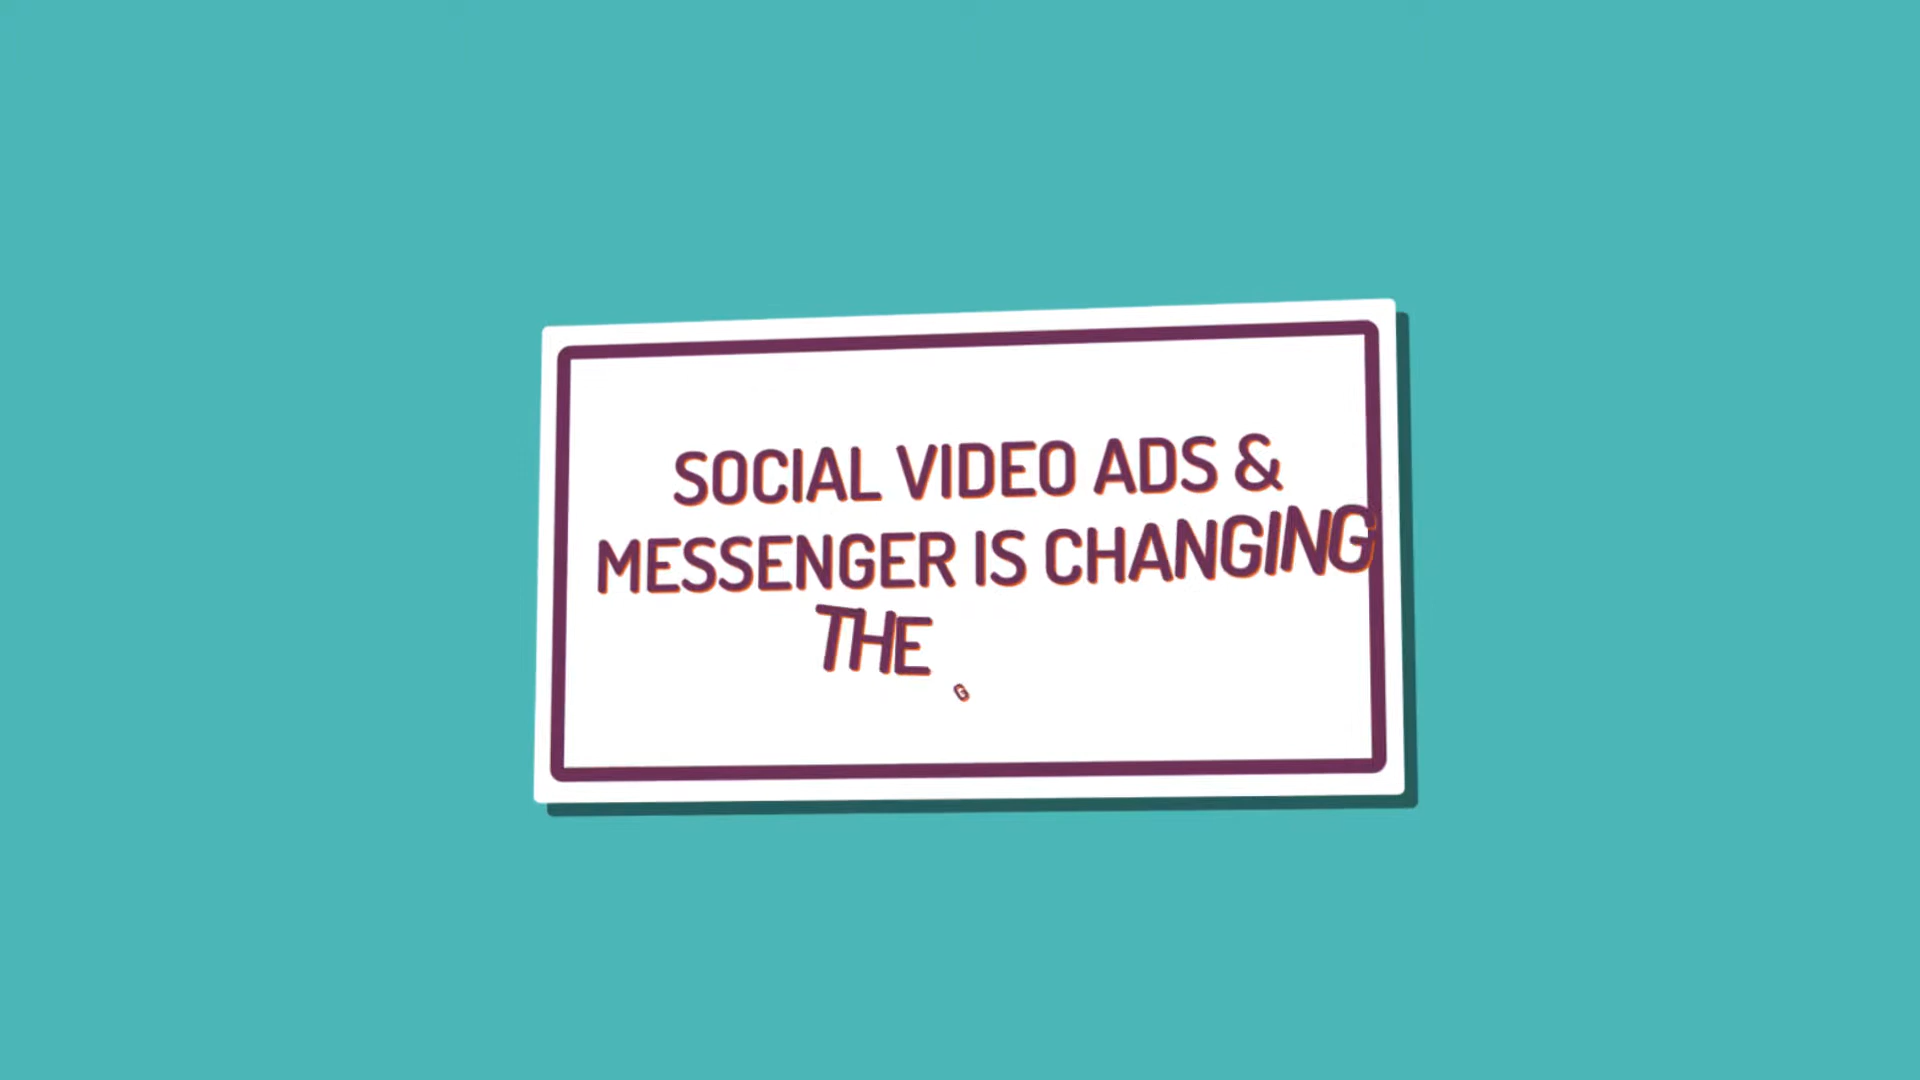 SOCIAL VIDEO ADS &
MESSENGER IS CHANGING
THE G